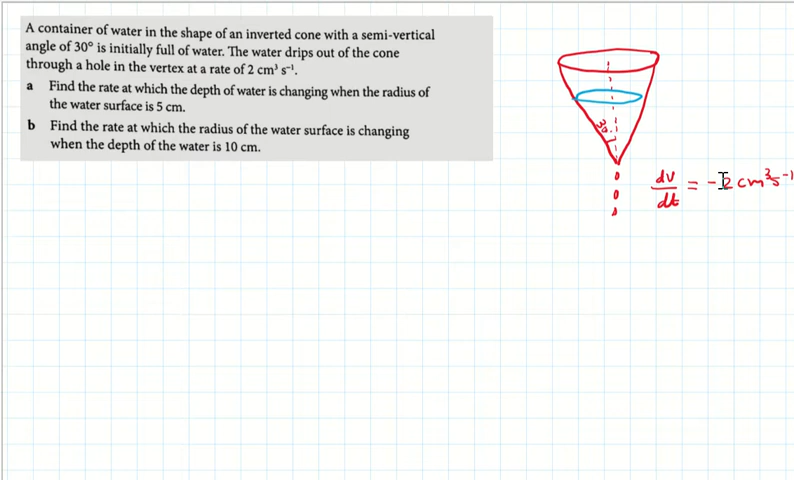 A container of water in the shape of an inverted cone with a semi-vertical
angle of 30° is initially full of water. The water drips out of the cone
through a hole in the vertex at a rate of 2 cm³ s⁻¹.
a Find the rate at which the depth of water is changing when the radius of
the water surface is 5 cm.
b Find the rate at which the radius of the water surface is changing
when the depth of the water is 10 cm.
30°
dv/dt = -2 cm³s⁻¹